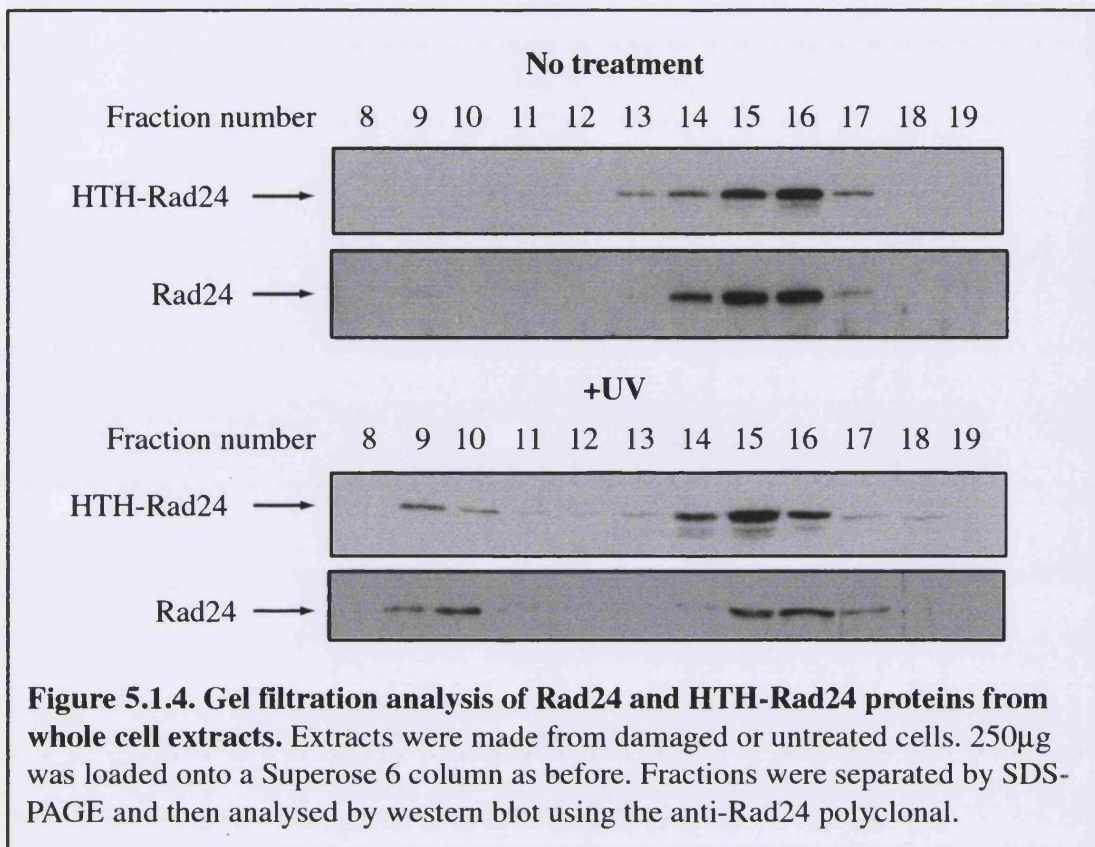 No treatment
Fraction number 8 9 10 11 12 13 14 15 16 17 18 19
HTH-Rad24
Rad24
+UV
Fraction number 8 9 10 11 12 13 14 15 16 17 18 19
HTH-Rad24
Rad24
Figure 5.1.4. Gel filtration analysis of Rad24 and HTH-Rad24 proteins from
whole cell extracts. Extracts were made from damaged or untreated cells. 250µg
was loaded onto a Superose 6 column as before. Fractions were separated by SDS-
PAGE and then analysed by western blot using the anti-Rad24 polyclonal.